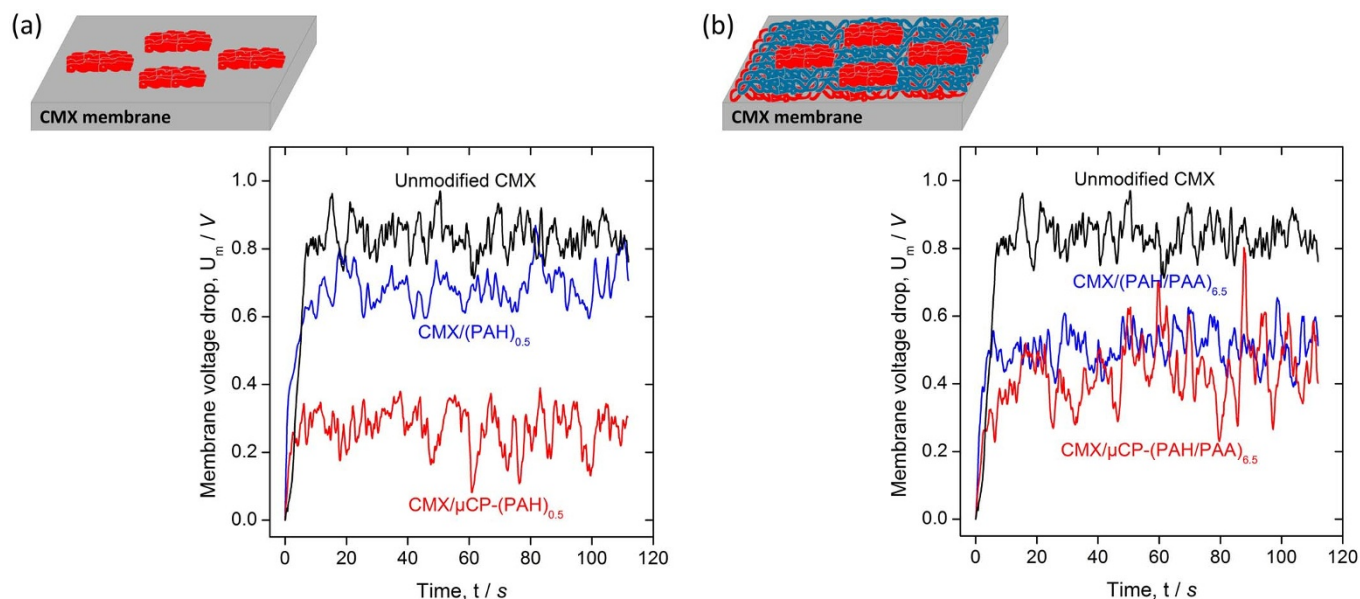 (a)
CMX membrane
Membrane voltage drop, Uₘ / V
1.0
0.8
0.6
0.4
0.2
0.0
Unmodified CMX
CMX/(PAH)₀.₅
CMX/µCP-(PAH)₀.₅
0 20 40 60 80 100 120
Time, t / s
(b)
CMX membrane
Membrane voltage drop, Uₘ / V
1.0
0.8
0.6
0.4
0.2
0.0
Unmodified CMX
CMX/(PAH/PAA)₆.₅
CMX/µCP-(PAH/PAA)₆.₅
0 20 40 60 80 100 120
Time, t / s